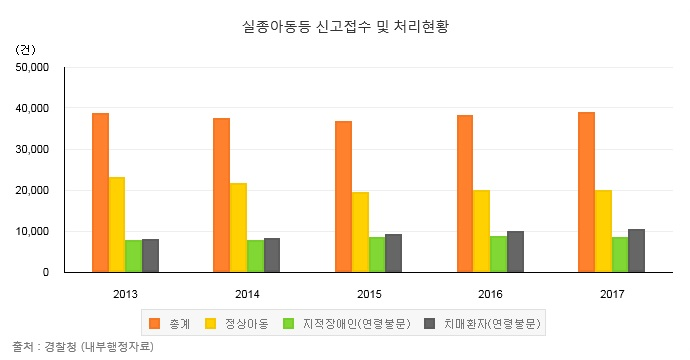 실종아동등 신고접수 및 처리현황
(건)
50,000
40,000
30,000
20,000
10,000
0
2013 2014 2015 2016 2017
총계 정상아동 지적장애인(연령불문) 치매환자(연령불문)
출처 : 경찰청 (내부행정자료)